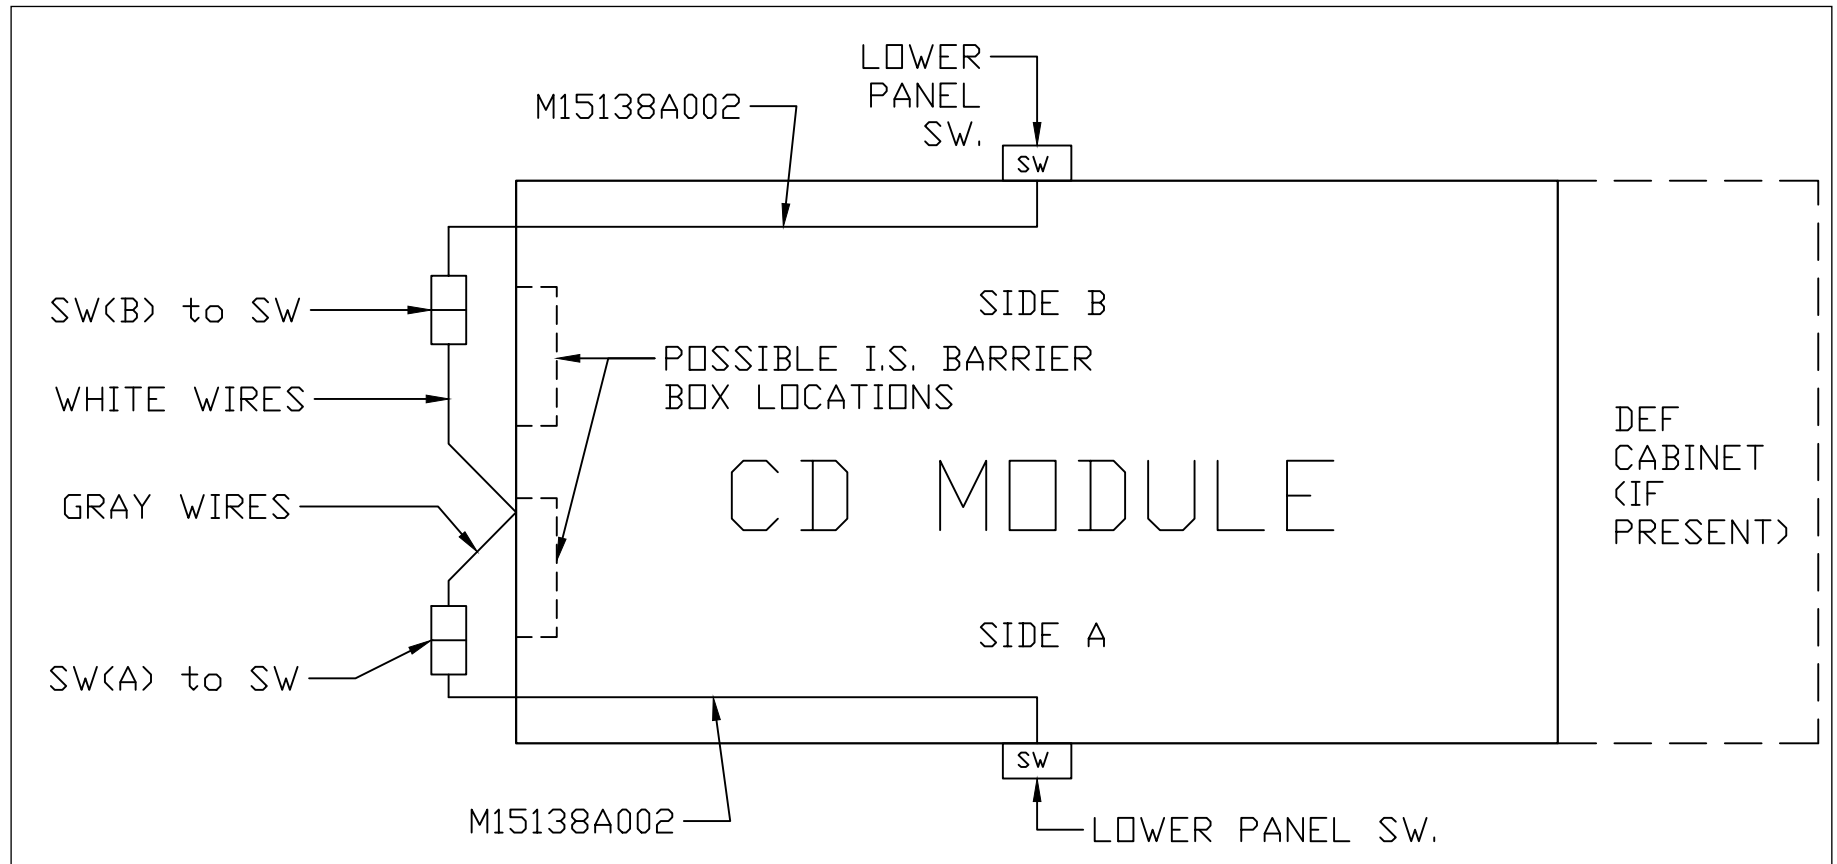 LOWER
PANEL
SW.
M15138A002
SW
SW(B) to SW
SIDE B
POSSIBLE I.S. BARRIER
BOX LOCATIONS
WHITE WIRES
DEF
CABINET
(IF
PRESENT)
CD MODULE
GRAY WIRES
SIDE A
SW(A) to SW
SW
M15138A002
LOWER PANEL SW.